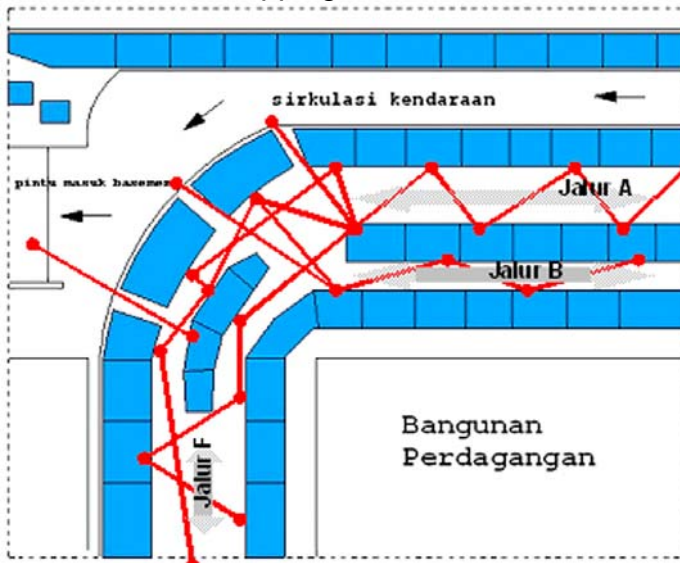 sirkulasi kendaraan
pintu masuk basemen
Jalur A
Jalur B
Bangunan
Perdagangan
Jalur F